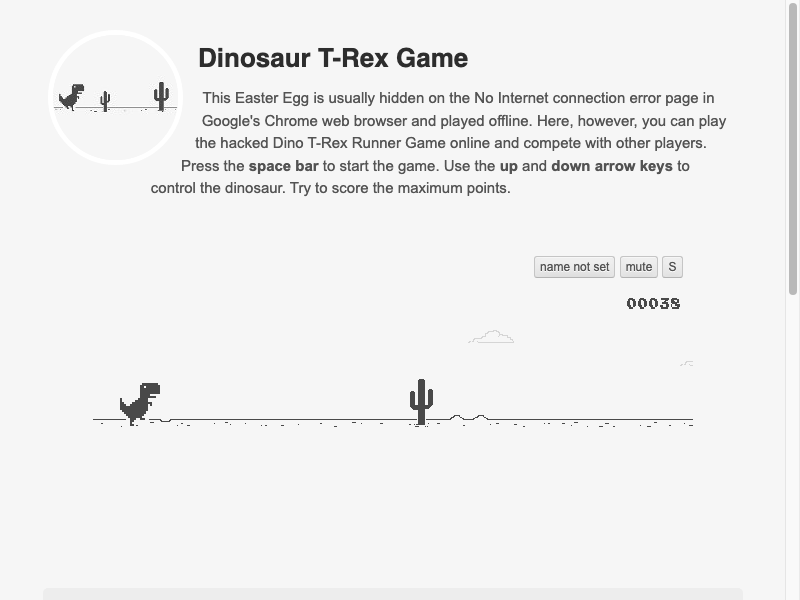 Dinosaur T-Rex Game
This Easter Egg is usually hidden on the No Internet connection error page in
Google's Chrome web browser and played offline. Here, however, you can play
the hacked Dino T-Rex Runner Game online and compete with other players.
Press the space bar to start the game. Use the up and down arrow keys to
control the dinosaur. Try to score the maximum points.
name not set mute S
00038